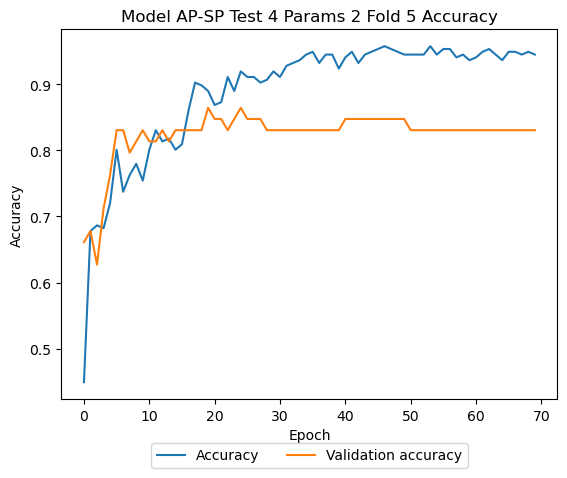 Model AP-SP Test 4 Params 2 Fold 5 Accuracy
Accuracy
0.9
0.8
0.7
0.6
0.5
0 10 20 30 40 50 60 70
Epoch
Accuracy Validation accuracy